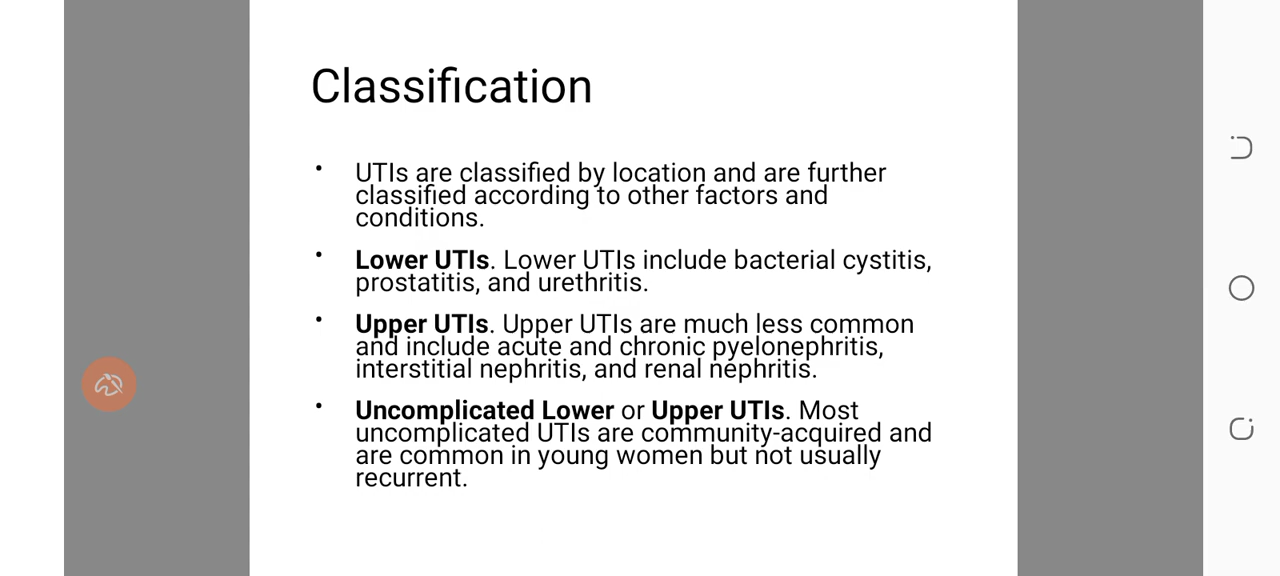 Classification
• UTIs are classified by location and are further
classified according to other factors and
conditions.
• Lower UTIs. Lower UTIs include bacterial cystitis,
prostatitis, and urethritis.
• Upper UTIs. Upper UTIs are much less common
and include acute and chronic pyelonephritis,
interstitial nephritis, and renal nephritis.
• Uncomplicated Lower or Upper UTIs. Most
uncomplicated UTIs are community-acquired and
are common in young women but not usually
recurrent.